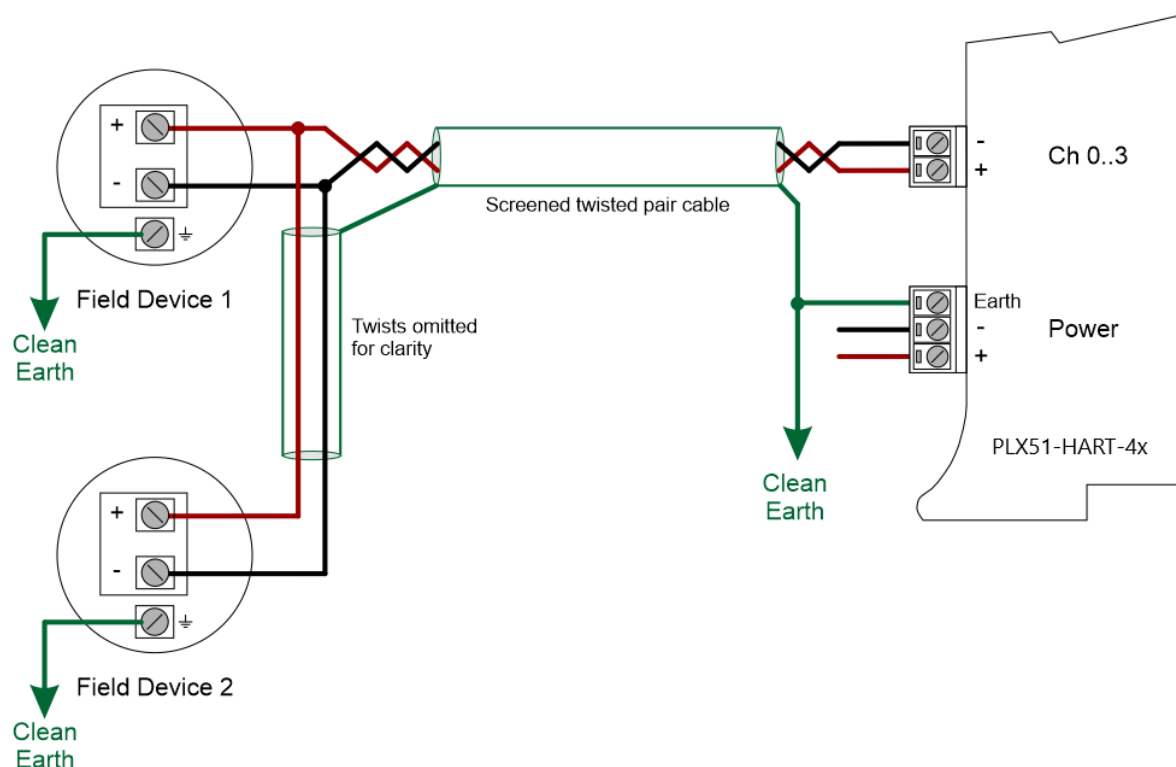 +
-
⏚
Field Device 1
Clean
Earth
Screened twisted pair cable
Twists omitted
for clarity
-
+
Ch 0..3
Earth
-
+
Power
PLX51-HART-4x
Clean
Earth
+
-
⏚
Field Device 2
Clean
Earth